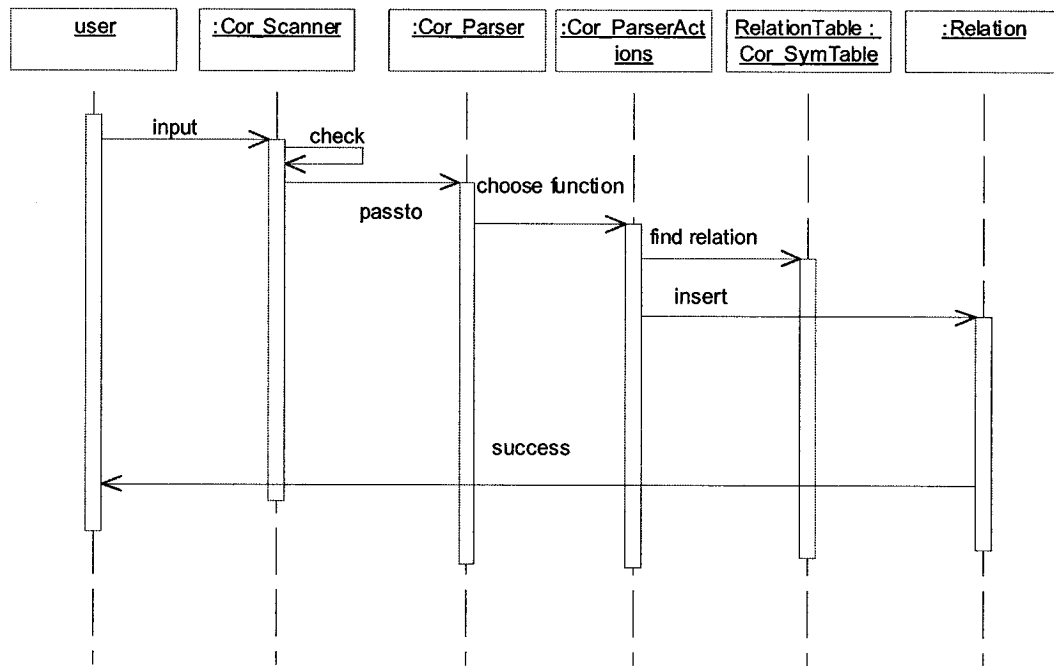 user
:Cor_Scanner
:Cor_Parser
:Cor_ParserAct
ions
RelationTable :
Cor_SymTable
:Relation
input
check
passto
choose function
find relation
insert
success